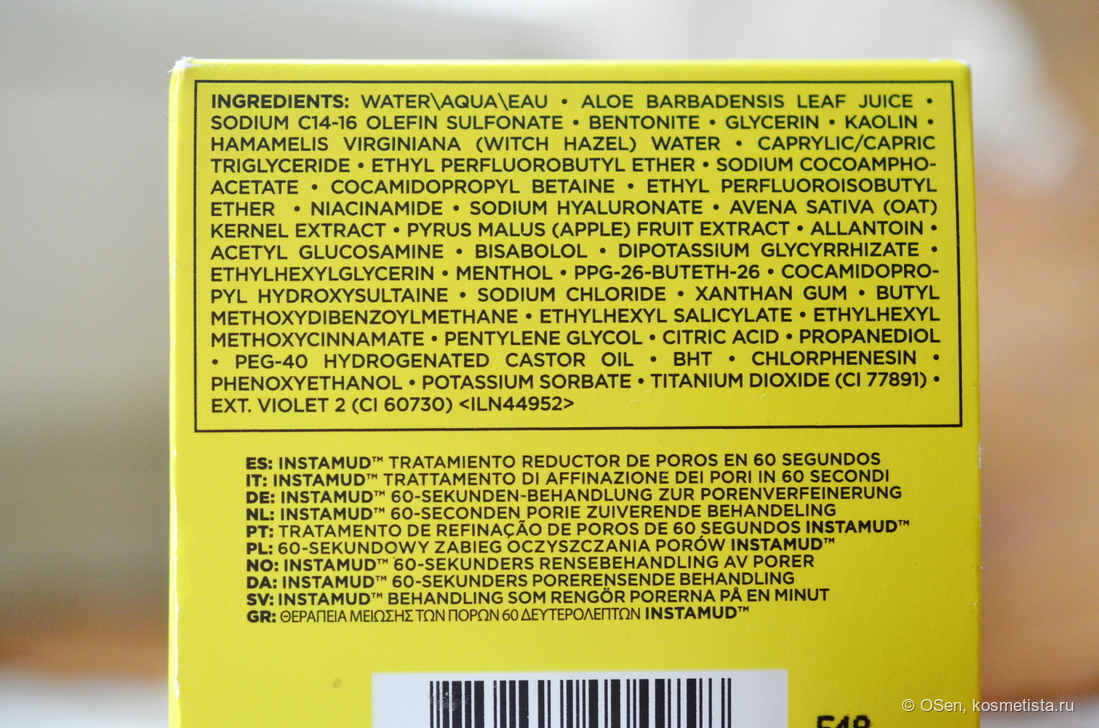 INGREDIENTS: WATER\AQUA\EAU • ALOE BARBADENSIS LEAF JUICE •
SODIUM C14-16 OLEFIN SULFONATE • BENTONITE • GLYCERIN • KAOLIN •
HAMAMELIS VIRGINIANA (WITCH HAZEL) WATER • CAPRYLIC/CAPRIC
TRIGLYCERIDE • ETHYL PERFLUOROBUTYL ETHER • SODIUM COCOAMPHO-
ACETATE • COCAMIDOPROPYL BETAINE • ETHYL PERFLUOROISOBUTYL
ETHER • NIACINAMIDE • SODIUM HYALURONATE • AVENA SATIVA (OAT)
KERNEL EXTRACT • PYRUS MALUS (APPLE) FRUIT EXTRACT • ALLANTOIN •
ACETYL GLUCOSAMINE • BISABOLOL • DIPOTASSIUM GLYCYRRHIZATE •
ETHYLHEXYLGLYCERIN • MENTHOL • PPG-26-BUTETH-26 • COCAMIDOPRO-
PYL HYDROXYSULTAINE • SODIUM CHLORIDE • XANTHAN GUM • BUTYL
METHOXYDIBENZOYLMETHANE • ETHYLHEXYL SALICYLATE • ETHYLHEXYL
METHOXYCINNAMATE • PENTYLENE GLYCOL • CITRIC ACID • PROPANEDIOL
• PEG-40 HYDROGENATED CASTOR OIL • BHT • CHLORPHENESIN •
PHENOXYETHANOL • POTASSIUM SORBATE • TITANIUM DIOXIDE (CI 77891) •
EXT. VIOLET 2 (CI 60730) <ILN44952>
ES: INSTAMUD™ TRATAMIENTO REDUCTOR DE POROS EN 60 SEGUNDOS
IT: INSTAMUD™ TRATTAMENTO DI AFFINAZIONE DEI PORI IN 60 SECONDI
DE: INSTAMUD™ 60-SEKUNDEN-BEHANDLUNG ZUR PORENVERFEINERUNG
NL: INSTAMUD™ 60-SECONDEN PORIE ZUIVERENDE BEHANDELING
PT: TRATAMENTO DE REFINAÇÃO DE POROS DE 60 SEGUNDOS INSTAMUD™
PL: 60-SEKUNDOWY ZABIEG OCZYSZCZANIA PORÓW INSTAMUD™
NO: INSTAMUD™ 60-SEKUNDERS RENSEBEHANDLING AV PORER
DA: INSTAMUD™ 60-SEKUNDERS PORERENSENDE BEHANDLING
SV: INSTAMUD™ BEHANDLING SOM RENGÖR PORERNA PÅ EN MINUT
GR: ΘΕΡΑΠΕΙΑ ΜΕΙΩΣΗΣ ΤΩΝ ΠΟΡΩΝ 60 ΔΕΥΤΕΡΟΛΕΠΤΩΝ INSTAMUD™
© OSen, kosmetista.ru